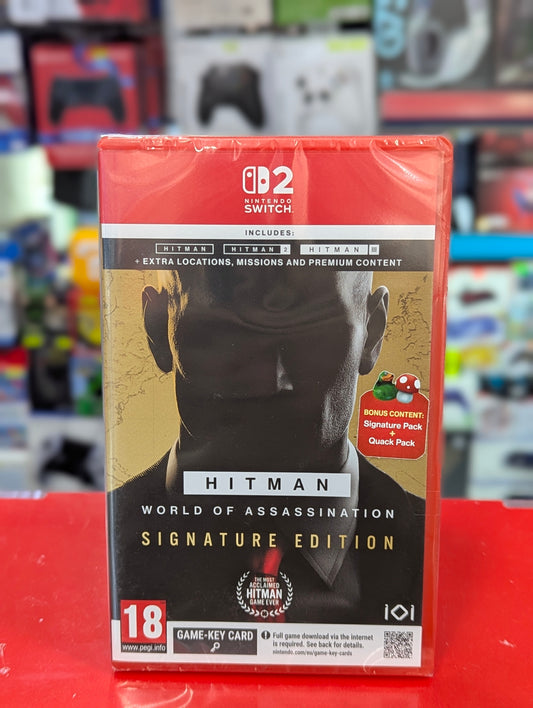 2
NINTENDO
SWITCH
INCLUDES:
HITMAN HITMAN 2 HITMAN III
+ EXTRA LOCATIONS, MISSIONS AND PREMIUM CONTENT
BONUS CONTENT:
Signature Pack
+
Quack Pack
HITMAN
WORLD OF ASSASSINATION
SIGNATURE EDITION
THE MOST
ACCLAIMED
HITMAN
GAME EVER
18
www.pegi.info
GAME-KEY CARD
Full game download via the internet
is required. See back for details.
nintendo.com/eu/game-key-cards
IOI